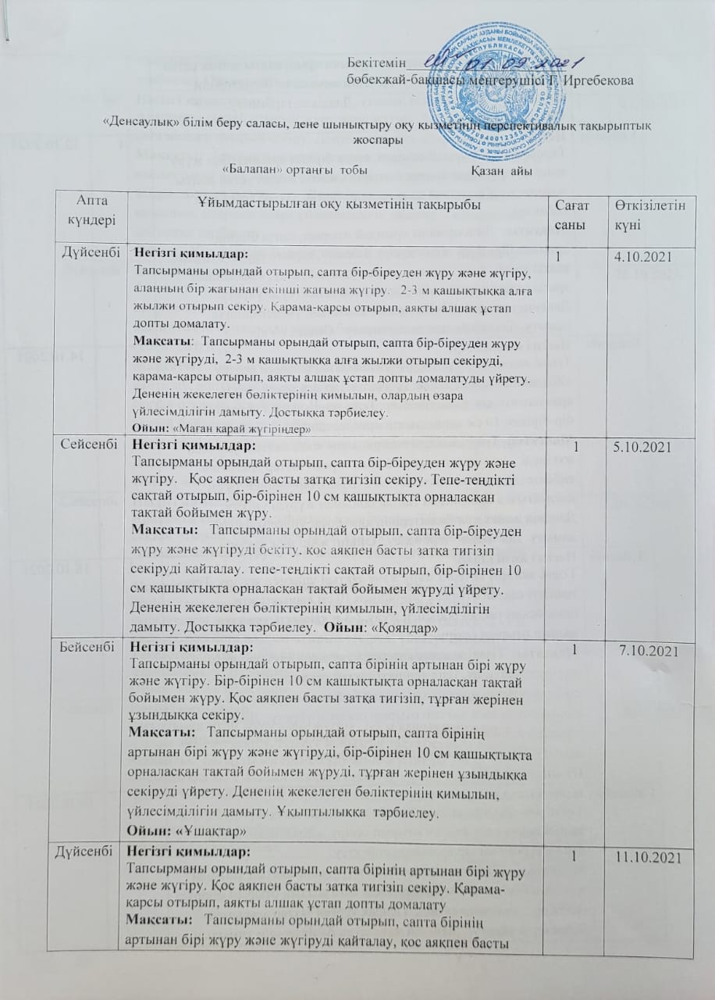 Бекітемін 01 09 2021
бөбекжай-бақшасы меңгерушісі Г. Иргебекова
«Денсаулық» білім беру саласы, дене шынықтыру оқу қызметінің перспективалық тақырыптық
жоспары
«Балапан» ортаңғы тобы Қазан айы
Апта күндері Ұйымдастырылған оқу қызметінің тақырыбы Сағат саны Өткізілетін күні
Дүйсенбі Негізгі қимылдар: 1 4.10.2021
Тапсырманы орындай отырып, сапта бір-біреуден жүру және жүгіру,
алаңның бір жағынан екінші жағына жүгіру. 2-3 м қашықтыққа алға
жылжи отырып секіру. Қарама-қарсы отырып, аяқты алшақ ұстап
допты домалату.
Мақсаты: Тапсырманы орындай отырып, сапта бір-біреуден жүру
және жүгіруді, 2-3 м қашықтыққа алға жылжи отырып секіруді,
қарама-қарсы отырып, аяқты алшақ ұстап допты домалатуды үйрету.
Дененің жекелеген бөліктерінің қимылын, олардың өзара
үйлесімділігін дамыту. Достыққа тәрбиелеу.
Ойын: «Маған қарай жүгіріңдер»
Сейсенбі Негізгі қимылдар: 1 5.10.2021
Тапсырманы орындай отырып, сапта бір-біреуден жүру және
жүгіру. Қос аяқпен басты затқа тигізіп секіру. Тепе-теңдікті
сақтай отырып, бір-бірінен 10 см қашықтықта орналасқан
тақтай бойымен жүру.
Мақсаты: Тапсырманы орындай отырып, сапта бір-біреуден
жүру және жүгіруді бекіту, қос аяқпен басты затқа тигізіп
секіруді қайталау. тепе-теңдікті сақтай отырып, бір-бірінен 10
см қашықтықта орналасқан тақтай бойымен жүруді үйрету.
Дененің жекелеген бөліктерінің қимылын, үйлесімділігін
дамыту. Достыққа тәрбиелеу. Ойын: «Қояндар»
Бейсенбі Негізгі қимылдар: 1 7.10.2021
Тапсырманы орындай отырып, сапта бірінің артынан бірі жүру
және жүгіру. Бір-бірінен 10 см қашықтықта орналасқан тақтай
бойымен жүру. Қос аяқпен басты затқа тигізіп, тұрған жерінен
ұзындыққа секіру.
Мақсаты: Тапсырманы орындай отырып, сапта бірінің
артынан бірі жүру және жүгіруді, бір-бірінен 10 см қашықтықта
орналасқан тақтай бойымен жүруді, тұрған жерінен ұзындыққа
секіруді үйрету. Дененің жекелеген бөліктерінің қимылын,
үйлесімділігін дамыту. Ұқыптылыққа тәрбиелеу.
Ойын: «Ұшақтар»
Дүйсенбі Негізгі қимылдар: 1 11.10.2021
Тапсырманы орындай отырып, сапта бірінің артынан бірі жүру
және жүгіру. Қос аяқпен басты затқа тигізіп секіру. Қарама-
қарсы отырып, аяқты алшақ ұстап допты домалату
Мақсаты: Тапсырманы орындай отырып, сапта бірінің
артынан бірі жүру және жүгіруді қайталау, қос аяқпен басты